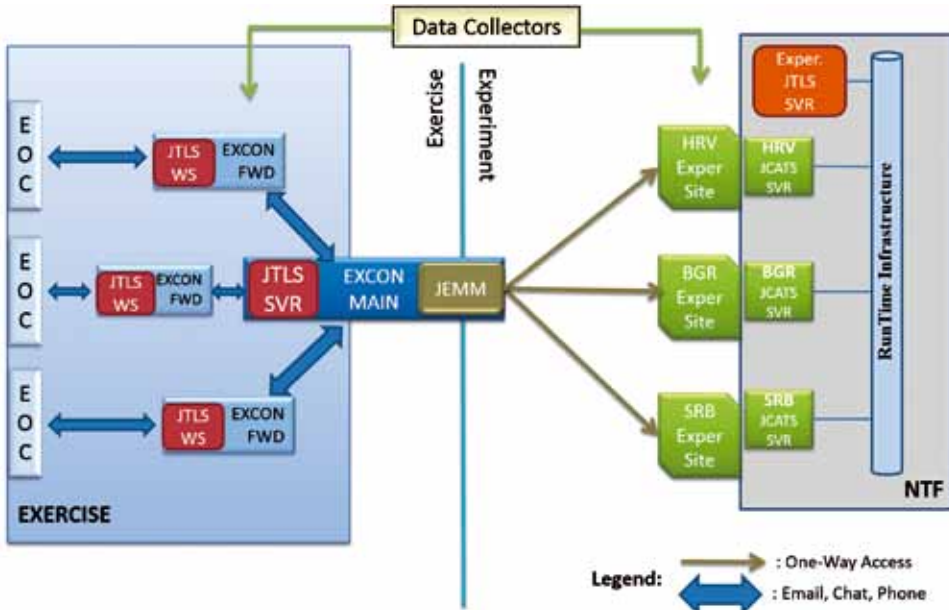 Data Collectors
Exercise
Experiment
E
O
C
JTLS
WS
EXCON
FWD
E
O
C
JTLS
WS
EXCON
FWD
E
O
C
JTLS
WS
EXCON
FWD
JTLS
SVR
EXCON
MAIN
JEMM
EXERCISE
HRV
Exper
Site
HRV
JCATS
SVR
BGR
Exper
Site
BGR
JCATS
SVR
SRB
Exper
Site
SRB
JCATS
SVR
Exper.
JTLS
SVR
RunTime Infrastructure
NTF
Legend:
: One-Way Access
: Email, Chat, Phone